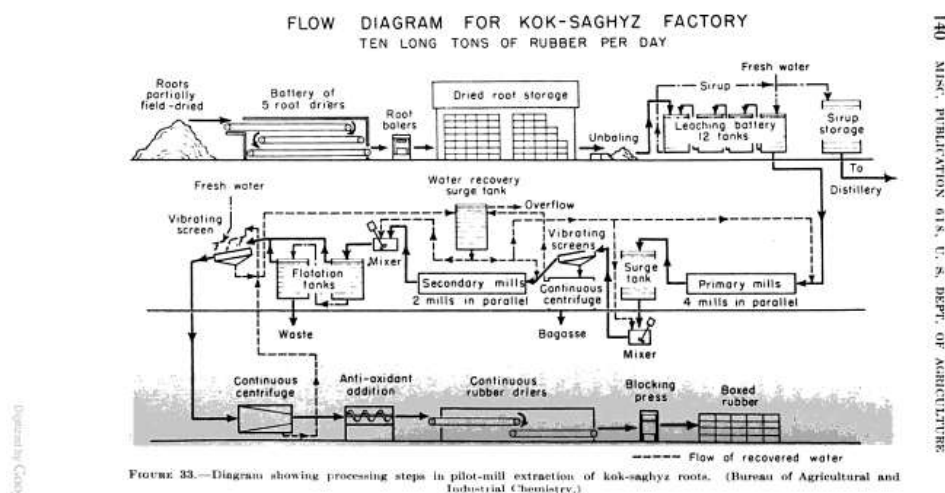 FLOW DIAGRAM FOR KOK-SAGHYZ FACTORY
TEN LONG TONS OF RUBBER PER DAY
140 MISC. PUBLICATION 618, U. S. DEPT. OF AGRICULTURE
Roots
partially
field-dried
Battery of
5 root driers
Root
balers
Dried root storage
Unbaling
Sirup
Fresh water
Leaching battery
12 tanks
Sirup
storage
To
Distillery
Fresh water
Vibrating
screen
Flotation
tanks
Waste
Mixer
Water recovery
surge tank
Overflow
Secondary mills
2 mills in parallel
Vibrating
screens
Continuous
centrifuge
Bagasse
Surge
tank
Mixer
Primary mills
4 mills in parallel
Continuous
centrifuge
Anti-oxidant
addition
Continuous
rubber driers
Blocking
press
Boxed
rubber
Flow of recovered water
FIGURE 33.—Diagram showing processing steps in pilot-mill extraction of kok-saghyz roots. (Bureau of Agricultural and
Industrial Chemistry.)